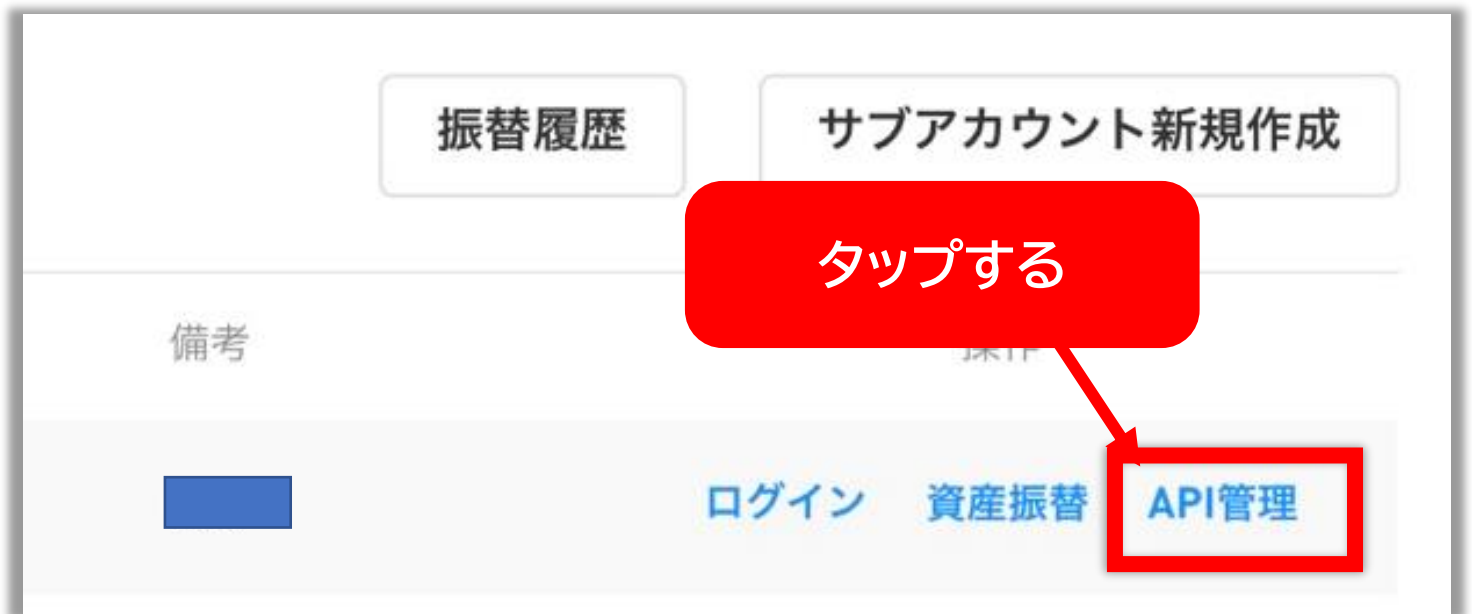 振替履歴
サブアカウント新規作成
タップする
備考
ログイン
資産振替
API管理